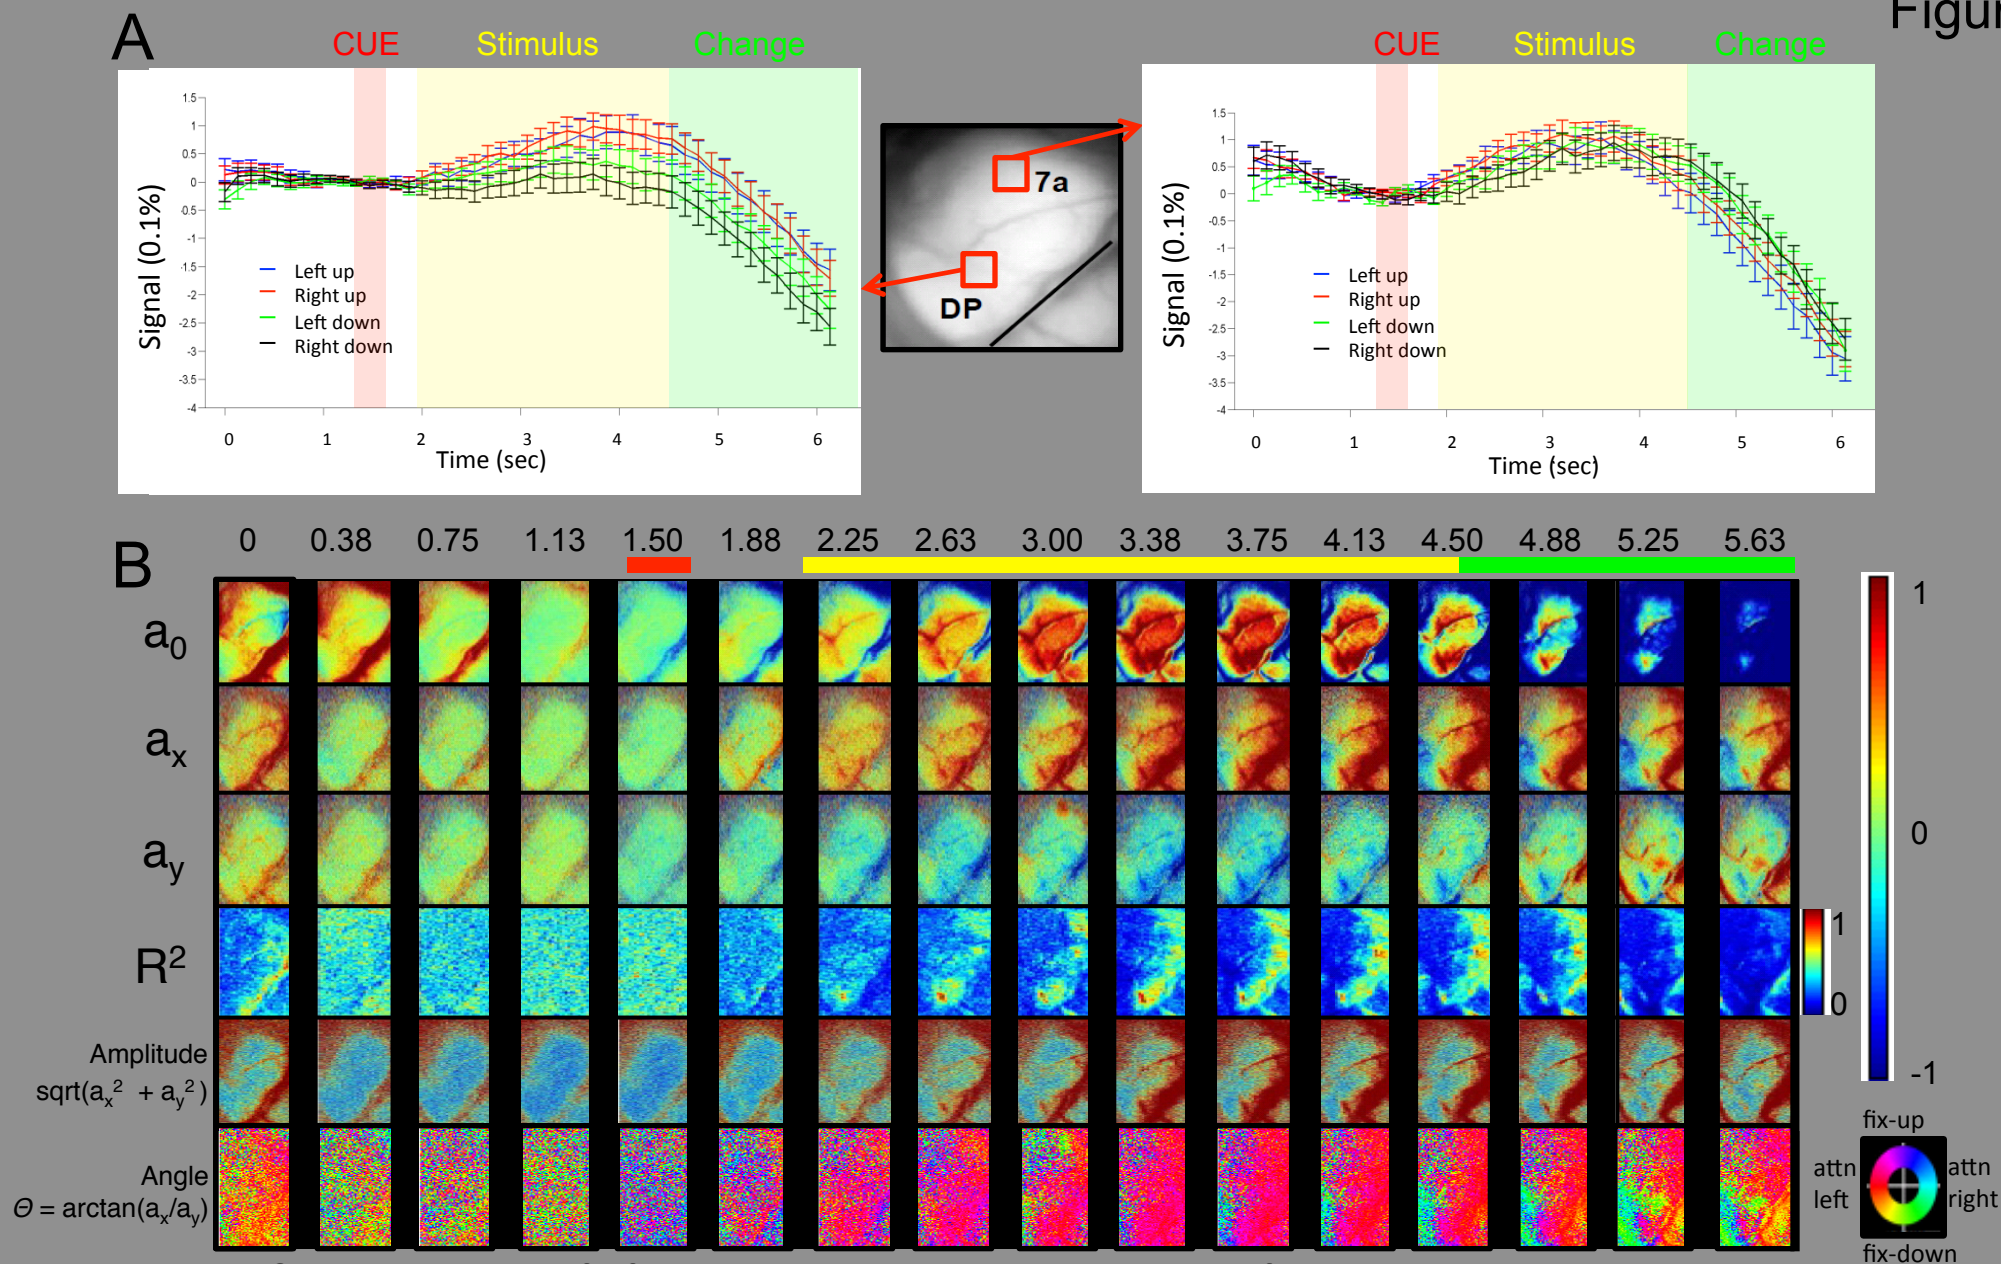 Figur
A
CUE Stimulus Change
1.5
1
0.5
0
-0.5
-1
-1.5
-2
-2.5
-3
-3.5
-4
Signal (0.1%)
Left up
Right up
Left down
Right down
0 1 2 3 4 5 6
Time (sec)
7a
DP
CUE Stimulus Change
1.5
1
0.5
0
-0.5
-1
-1.5
-2
-2.5
-3
-3.5
-4
Signal (0.1%)
Left up
Right up
Left down
Right down
0 1 2 3 4 5 6
Time (sec)
B
0 0.38 0.75 1.13 1.50 1.88 2.25 2.63 3.00 3.38 3.75 4.13 4.50 4.88 5.25 5.63
a0
ax
ay
R2
Amplitude
sqrt(ax2 + ay2)
Angle
Θ = arctan(ax/ay)
1
0
1
0
-1
fix-up
attn left
attn right
fix-down